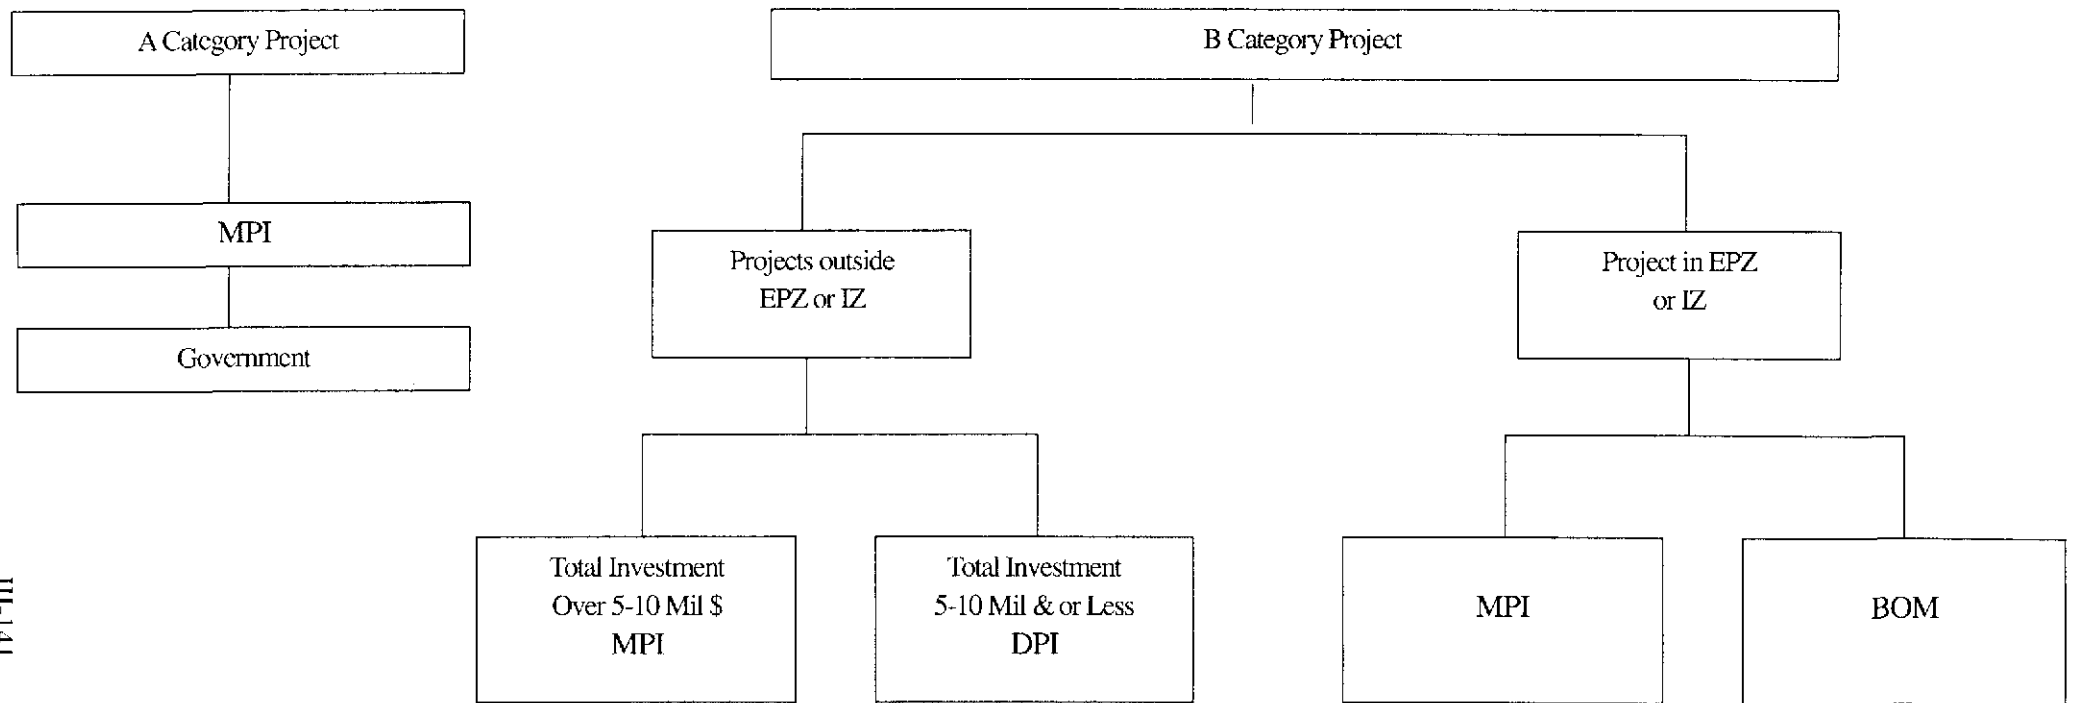 A Category Project
B Category Project
MPI
Government
Projects outside
EPZ or IZ
Project in EPZ
or IZ
Total Investment
Over 5-10 Mil $
MPI
Total Investment
5-10 Mil & or Less
DPI
MPI
BOM